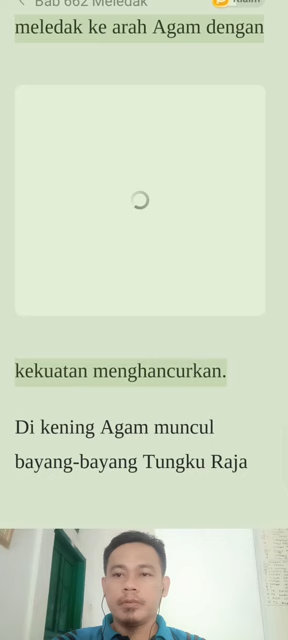 Bab 662 Meledak
meledak ke arah Agam dengan
kekuatan menghancurkan.
Di kening Agam muncul
bayang-bayang Tungku Raja